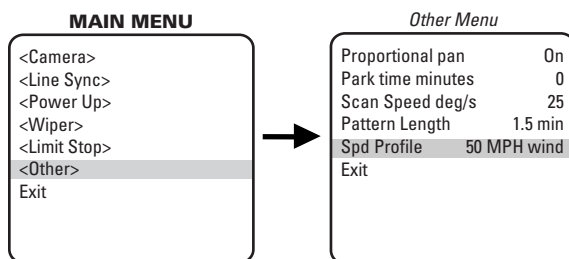 MAIN MENU
<Camera>
<Line Sync>
<Power Up>
<Wiper>
<Limit Stop>
<Other>
Exit
Other Menu
Proportional pan On
Park time minutes 0
Scan Speed deg/s 25
Pattern Length 1.5 min
Spd Profile 50 MPH wind
Exit